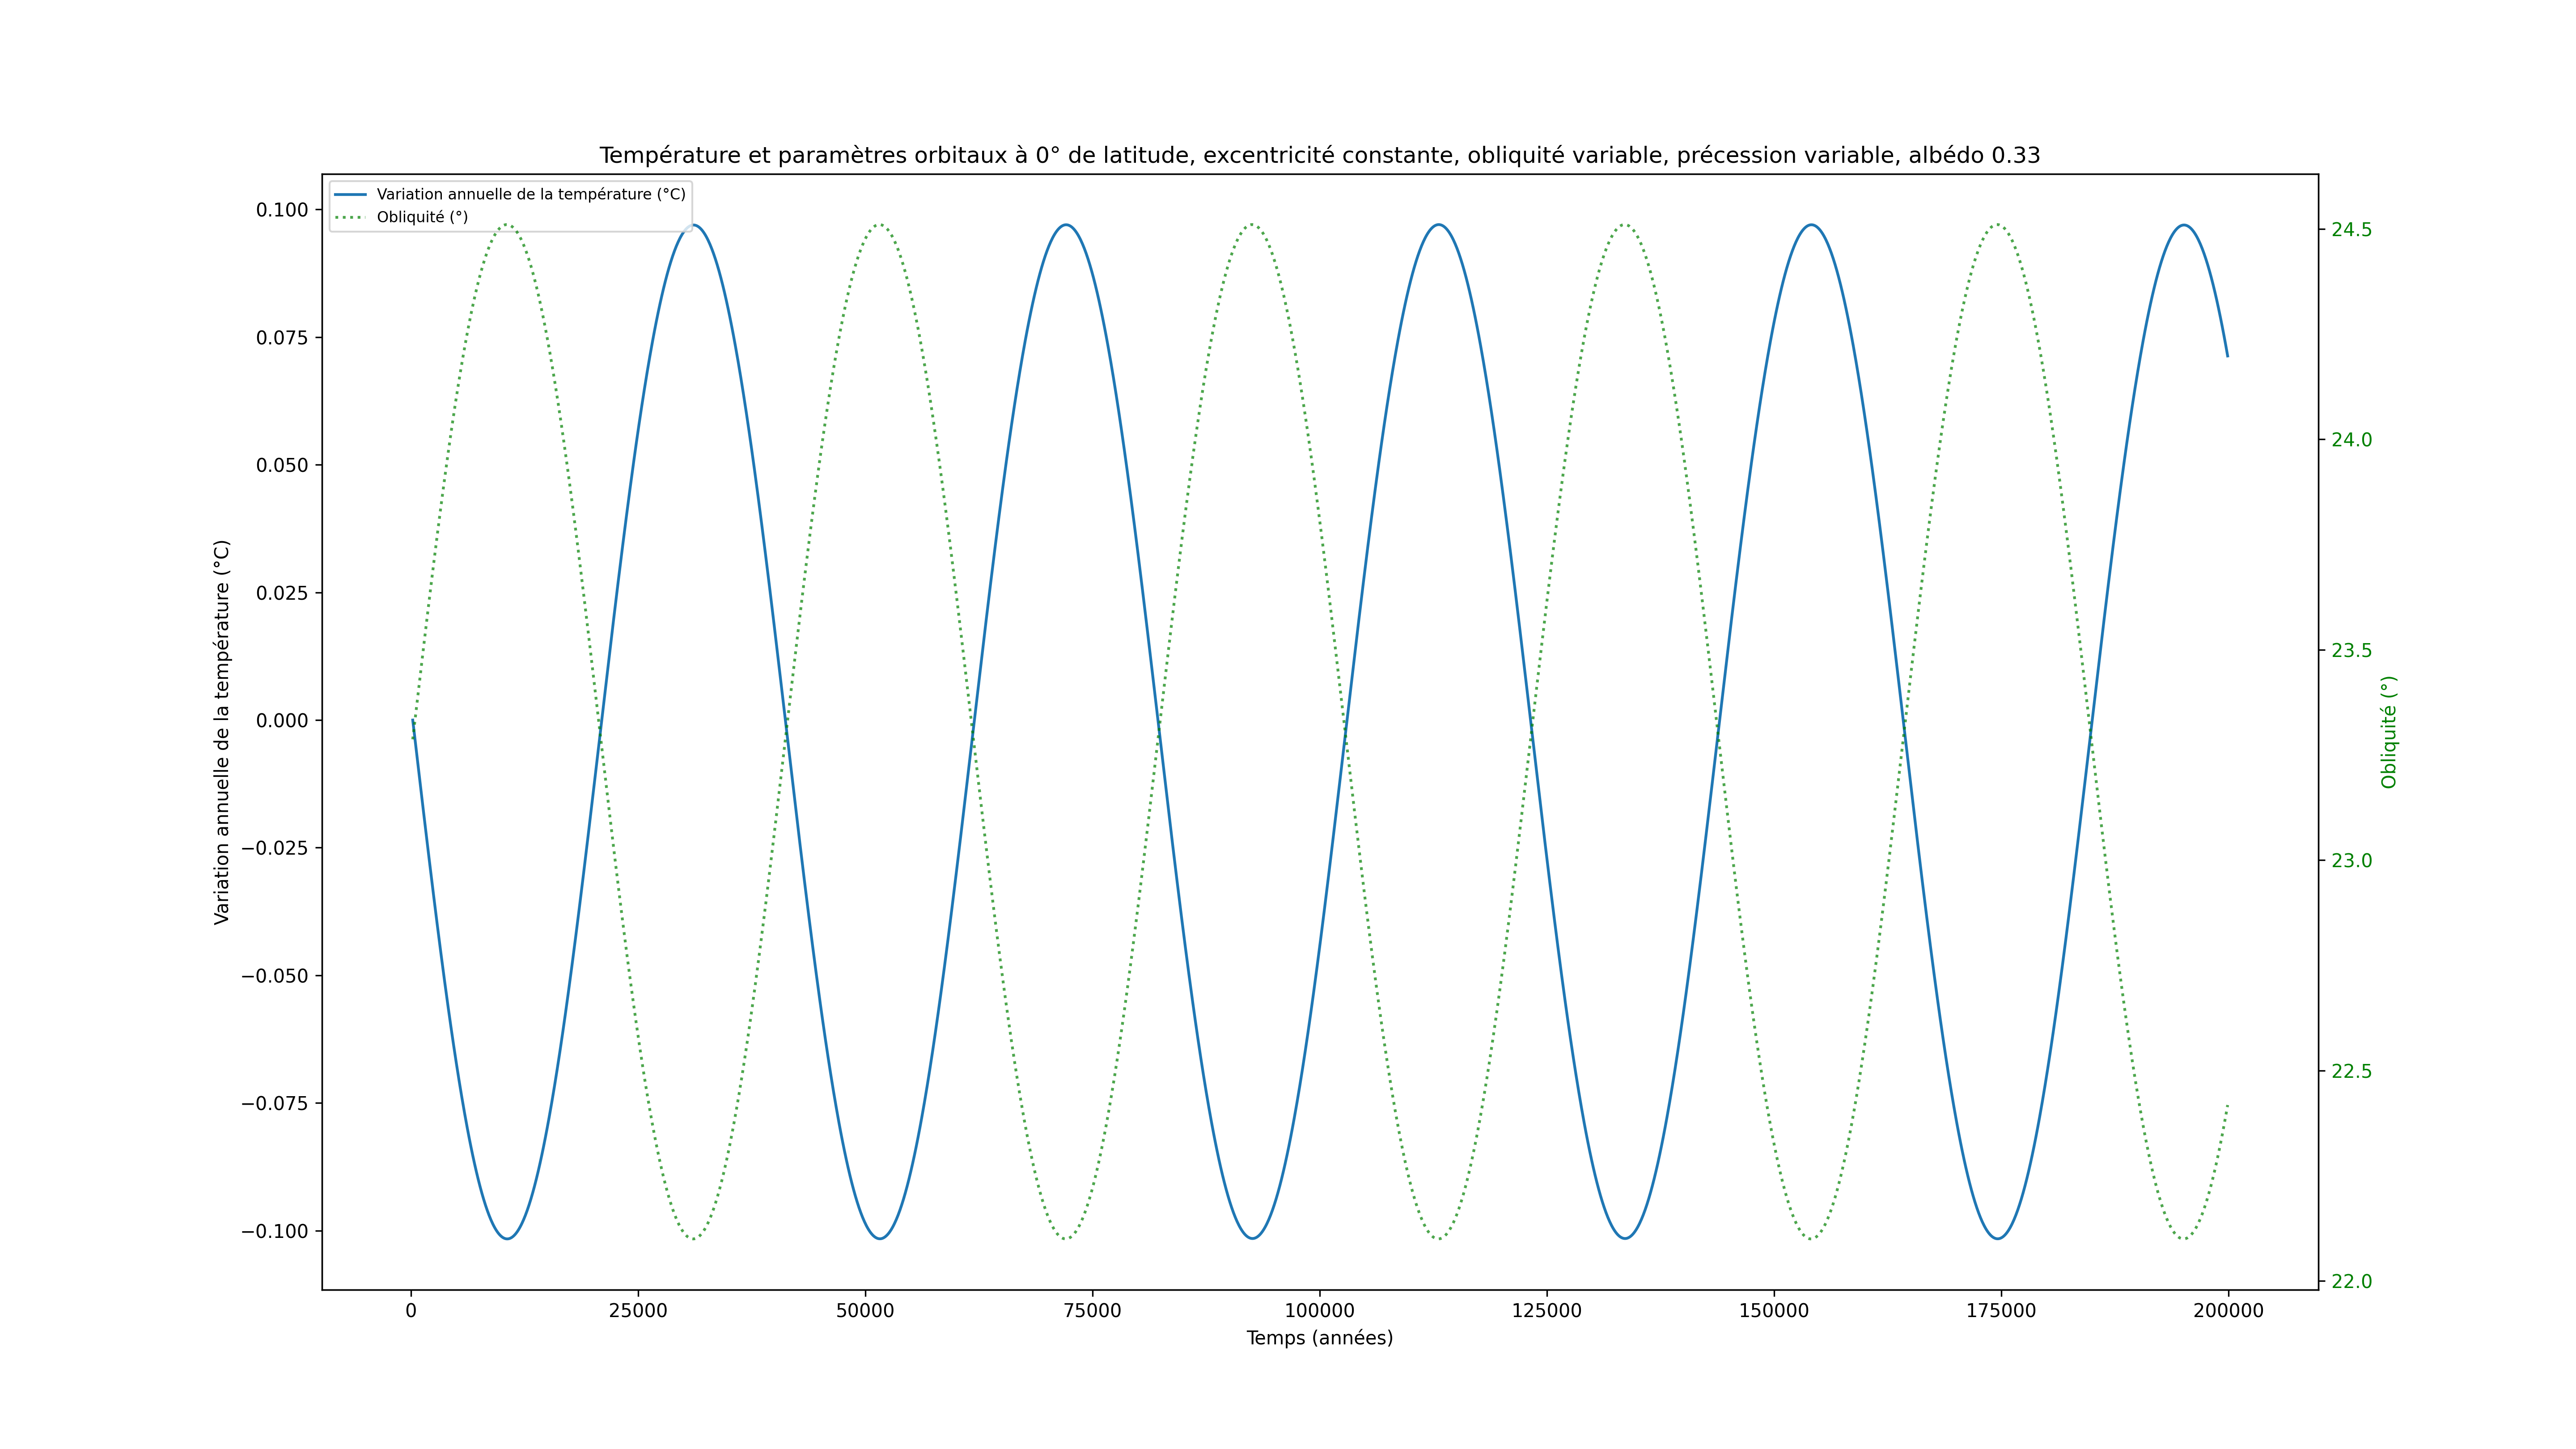 Température et paramètres orbitaux à 0° de latitude, excentricité constante, obliquité variable, précession variable, albédo 0.33
Variation annuelle de la température (°C)
Obliquité (°)
Variation annuelle de la température (°C)
0.100
0.075
0.050
0.025
0.000
−0.025
−0.050
−0.075
−0.100
24.5
24.0
23.5
23.0
22.5
22.0
Obliquité (°)
0 25000 50000 75000 100000 125000 150000 175000 200000
Temps (années)